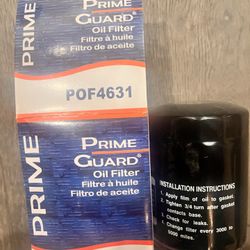 PRIME
PRIME
GUARD®
Oil Filter
Filtre à huile
Filtro de aceite
POF4631
PRIME
PRIME
GUARD®
Oil Filter
Filtre à huile
Filtro de aceite
INSTALLATION INSTRUCTIONS
1. Apply film of oil to gasket.
2. Tighten 3/4 turn after gasket
contacts base.
3. Check for leaks.
4. Change filter every 3000 to
5000 miles.